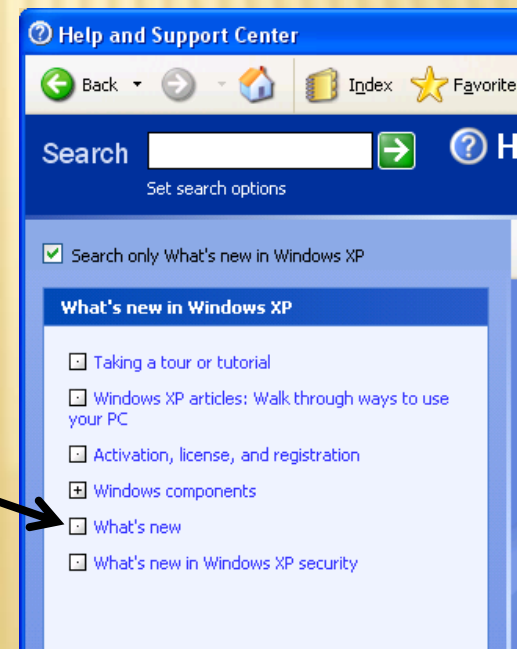 Help and Support Center
Back Index Favorite
Search H
Set search options
Search only What's new in Windows XP
What's new in Windows XP
Taking a tour or tutorial
Windows XP articles: Walk through ways to use
your PC
Activation, license, and registration
Windows components
What's new
What's new in Windows XP security